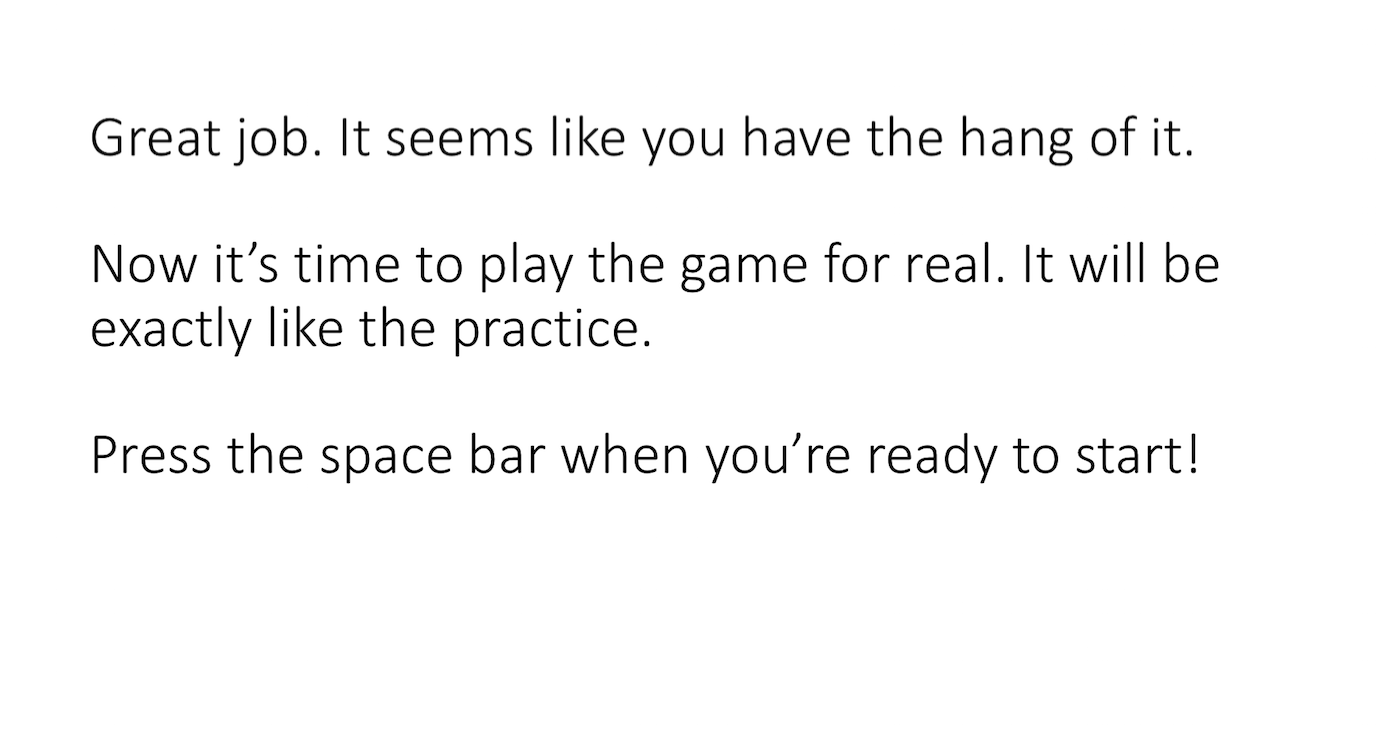 Great job. It seems like you have the hang of it.
Now it’s time to play the game for real. It will be
exactly like the practice.
Press the space bar when you’re ready to start!